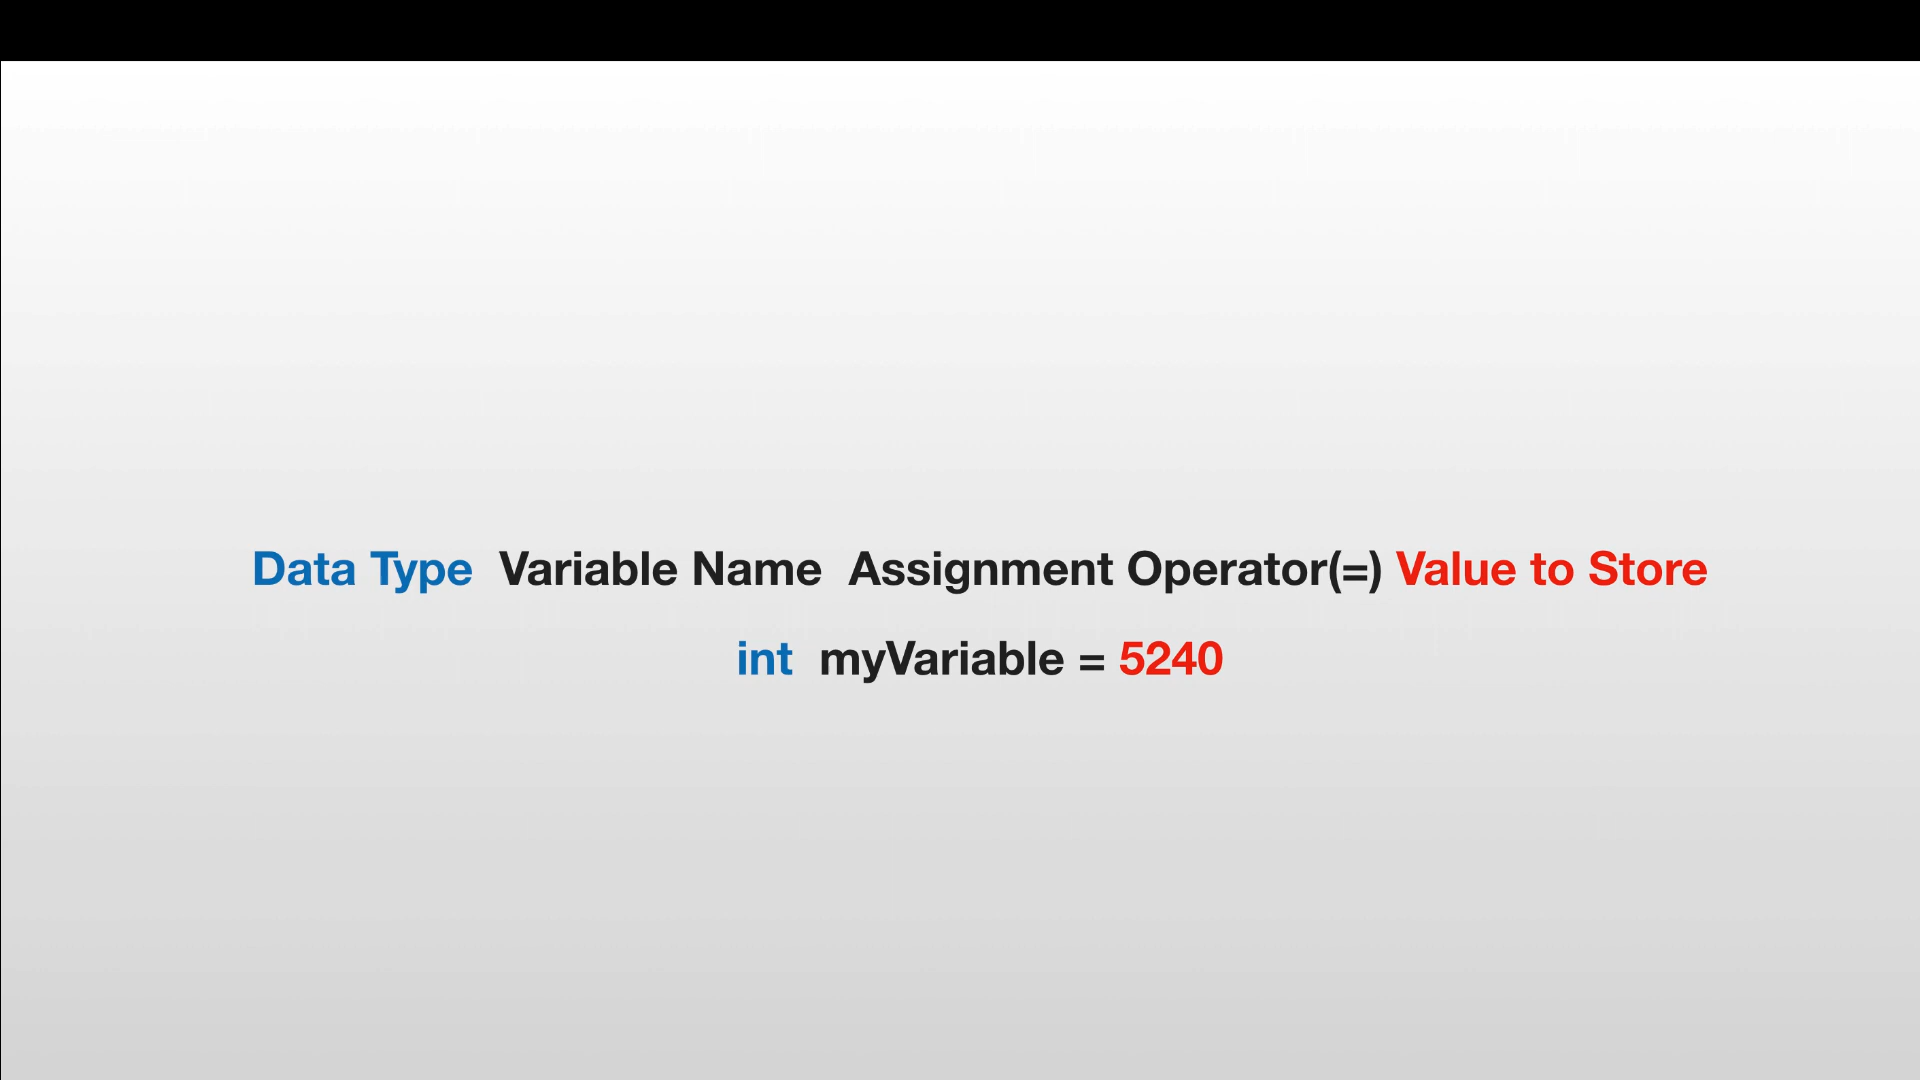 Data Type Variable Name Assignment Operator(=) Value to Store
int myVariable = 5240